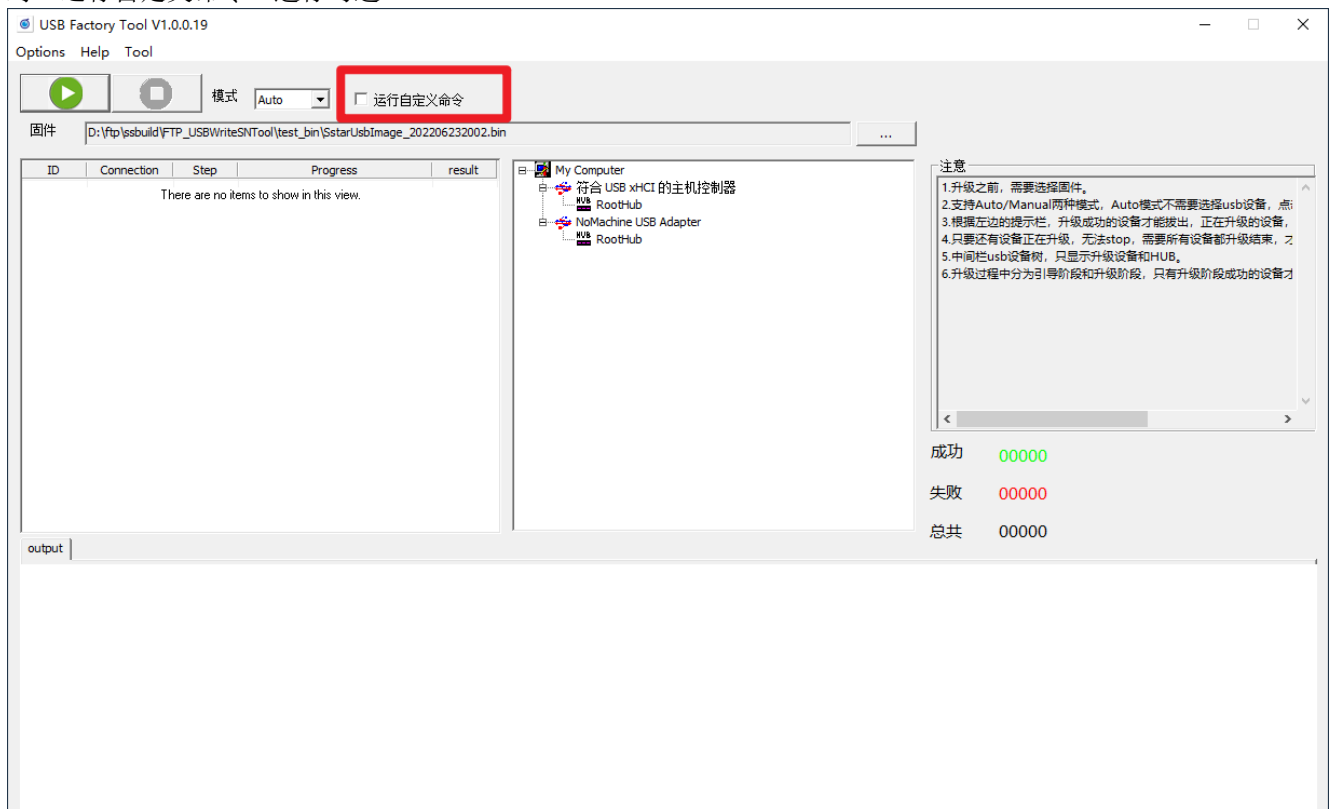 USB Factory Tool V1.0.0.19
Options Help Tool
模式 Auto 运行自定义命令
固件 D:\ftp\ssbuild\FTP_USBWriteSNTool\test_bin\SstarUsbImage_202206232002.bin ...
ID Connection Step Progress result
There are no items to show in this view.
My Computer
符合 USB xHCI 的主机控制器
HUB RootHub
NoMachine USB Adapter
HUB RootHub
注意
1.升级之前，需要选择固件。
2.支持Auto/Manual两种模式，Auto模式不需要选择usb设备，
3.根据左边的提示栏，升级成功的设备才能拔出，正在升级的设备，
4.只要还有设备正在升级，无法stop，需要所有设备都升级结束，
5.中间栏usb设备树，只显示升级设备和HUB。
6.升级过程中分为引导阶段和升级阶段，只有升级阶段成功的设备才
成功 00000
失败 00000
总共 00000
output